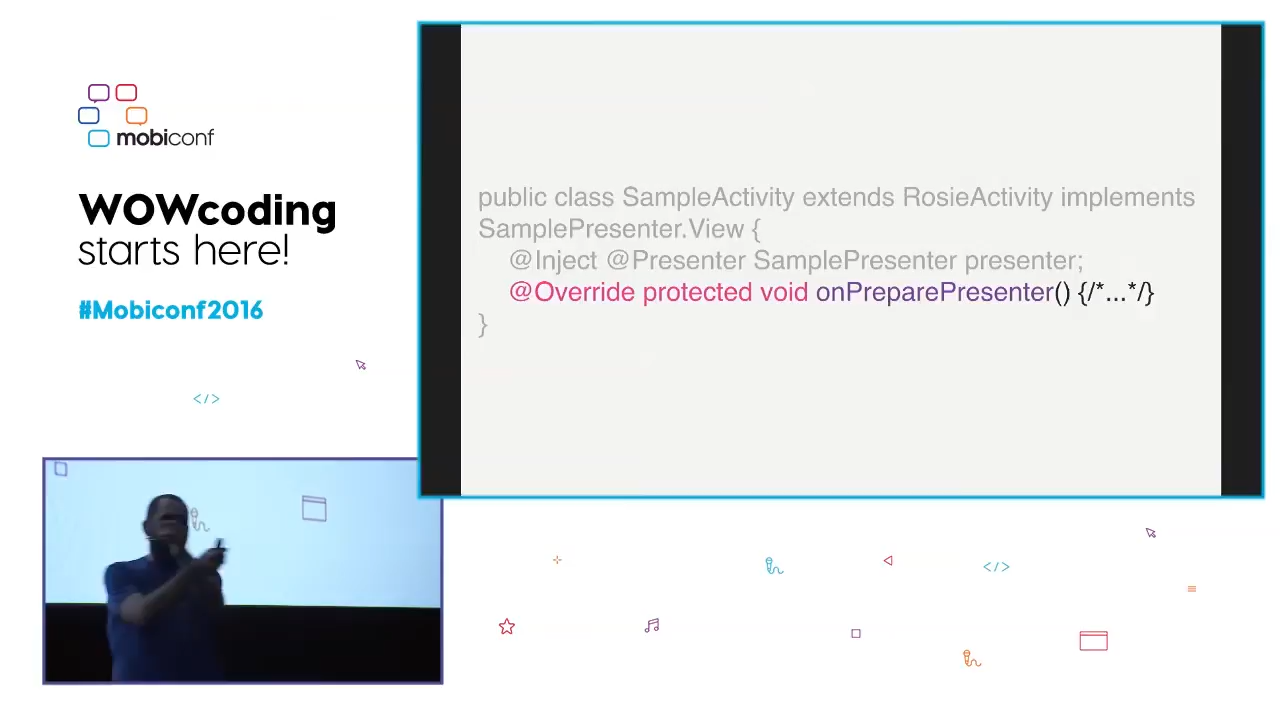 mobiconf
WOWcoding
starts here!
#Mobiconf2016
</>
public class SampleActivity extends RosieActivity implements
SamplePresenter.View {
@Inject @Presenter SamplePresenter presenter;
@Override protected void onPreparePresenter() {/*...*/}
}
</>